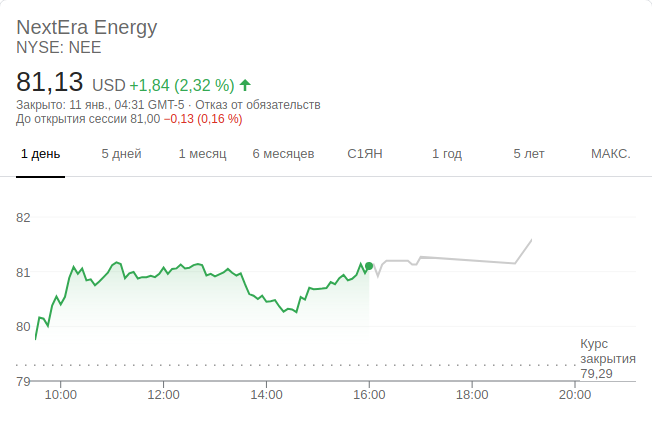 NextEra Energy
NYSE: NEE
81,13 USD +1,84 (2,32 %)
Закрыто: 11 янв., 04:31 GMT-5 · Отказ от обязательств
До открытия сессии 81,00 −0,13 (0,16 %)
1 день 5 дней 1 месяц 6 месяцев С1ЯН 1 год 5 лет МАКС.
82
81
80
Курс
закрытия
79,29
79
10:00 12:00 14:00 16:00 18:00 20:00